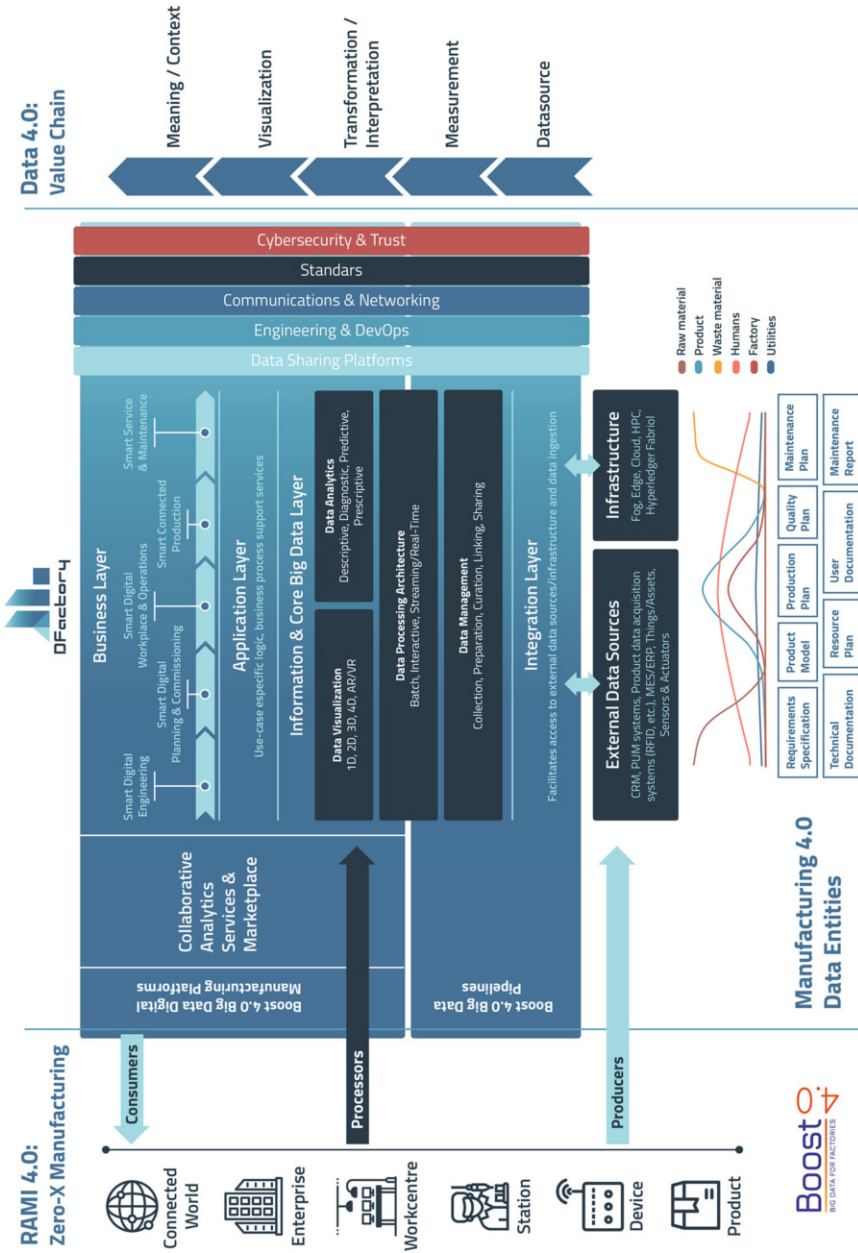 RAMI 4.0:
Zero-X Manufacturing
Connected
World
Enterprise
Workcentre
Station
Device
Product
Boost
4.0
BIG DATA FOR FACTORIES
Consumers
Processors
Producers
DFactory
Boost 4.0 Big Data Digital
Manufacturing Platforms
Boost 4.0 Big Data
Pipelines
Collaborative
Analytics
Services &
Marketplace
Business Layer
Smart Digital
Engineering
Smart Digital
Planning & Commissioning
Smart Digital
Workplace & Operations
Smart Connected
Production
Smart Service
& Maintenance
Application Layer
Use-case especific logic, business process support services
Information & Core Big Data Layer
Data Visualization
1D, 2D, 3D, 4D, AR/VR
Data Analytics
Descriptive, Diagnostic, Predictive,
Prescriptive
Data Processing Architecture
Batch, Interactive, Streaming/Real-Time
Data Management
Collection, Preparation, Curation, Linking, Sharing
Integration Layer
Facilitates access to external data sources/infrastructure and data ingestion
External Data Sources
CRM, PUM systems, Product data acquisition
systems (RFID, etc.), MES/ERP, Things/Assets,
Sensors & Actuators
Infrastructure
Fog, Edge, Cloud, HPC,
Hyperledger Fabriol
Data Sharing Platforms
Engineering & DevOps
Communications & Networking
Standars
Cybersecurity & Trust
Data 4.0:
Value Chain
Meaning / Context
Visualization
Transformation /
Interpretation
Measurement
Datasource
Manufacturing 4.0
Data Entities
Raw material
Product
Waste material
Humans
Factory
Utilities
Requirements
Specification
Product
Model
Production
Plan
Quality
Plan
Maintenance
Plan
Technical
Documentation
Resource
Plan
User
Documentation
Maintenance
Report